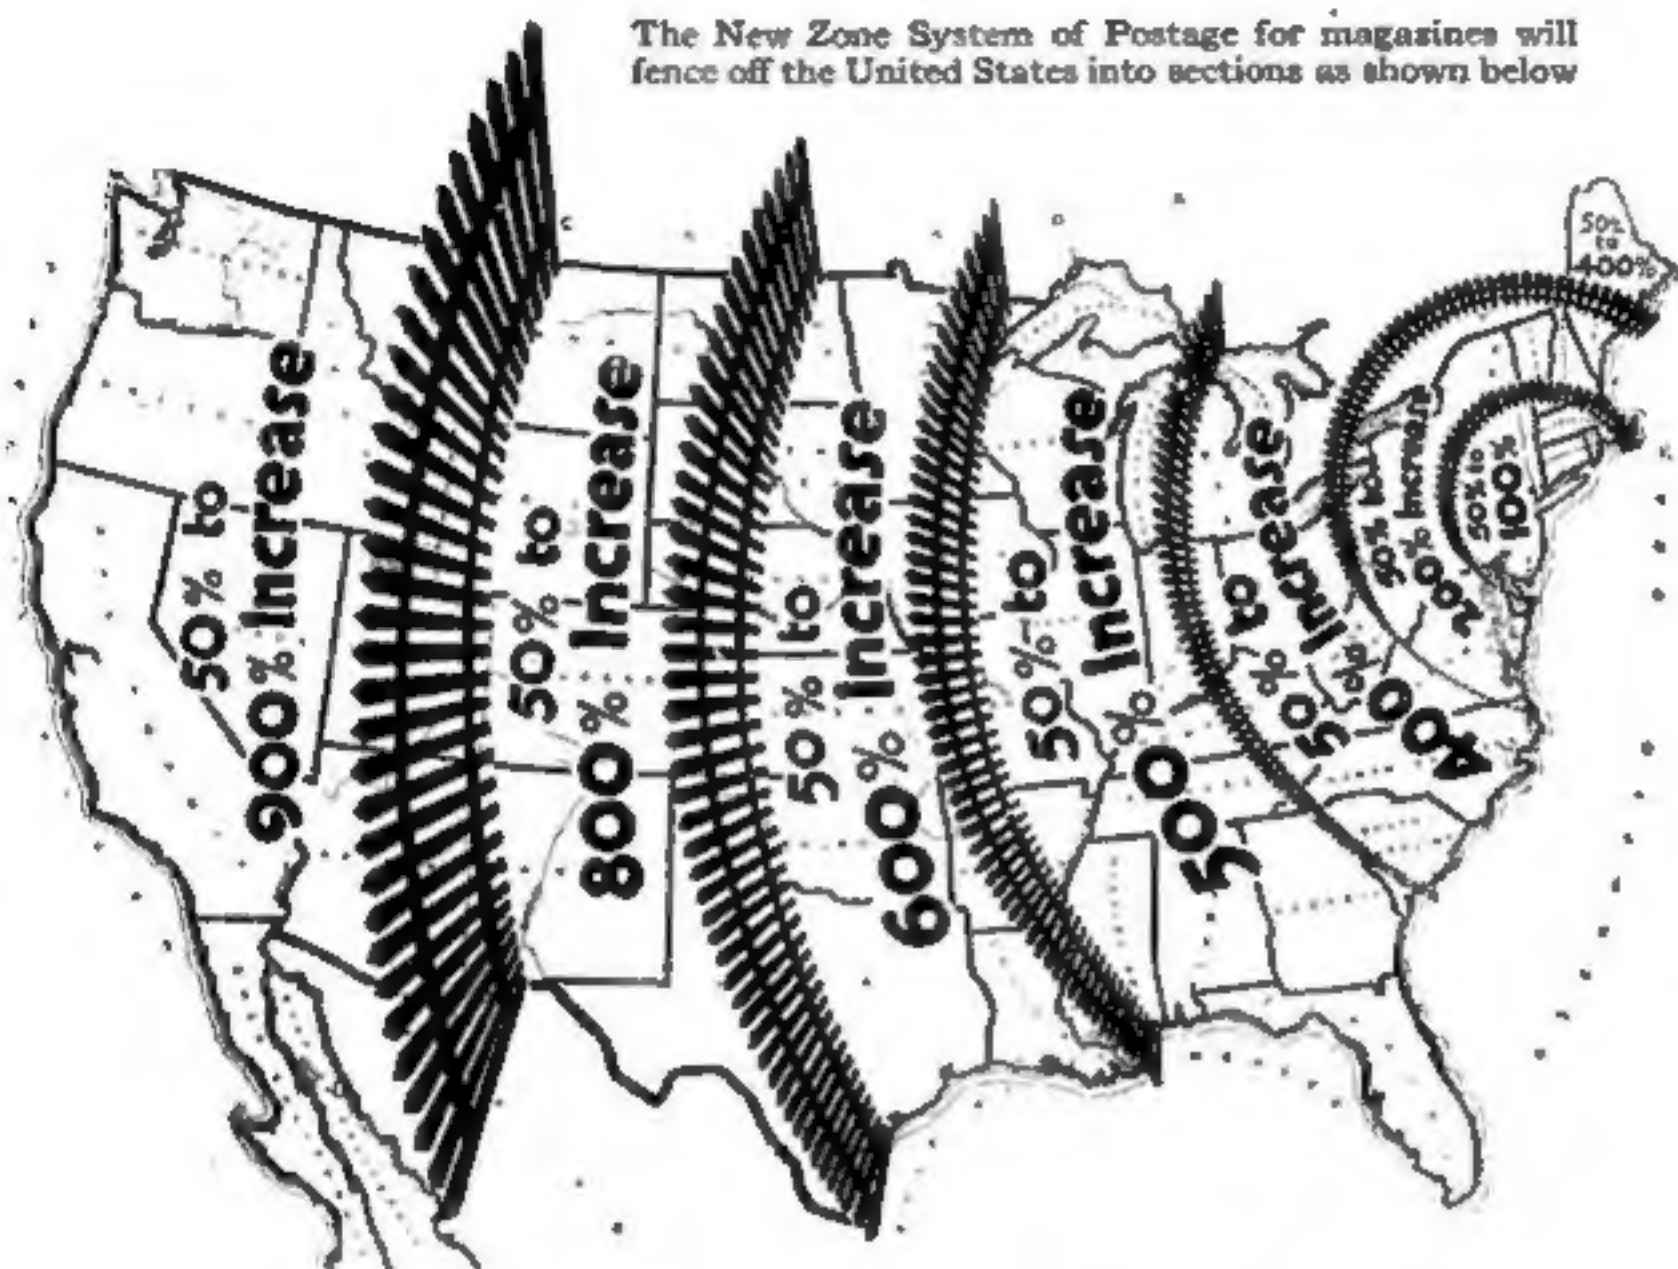 The New Zone System of Postage for magazines will
fence off the United States into sections as shown below
50% to
900% Increase
50% to
800% Increase
50% to
600% Increase
50% to
500% Increase
50% to
400% Increase
50% to
200% Increase
50% to
100%
50%
to
400%